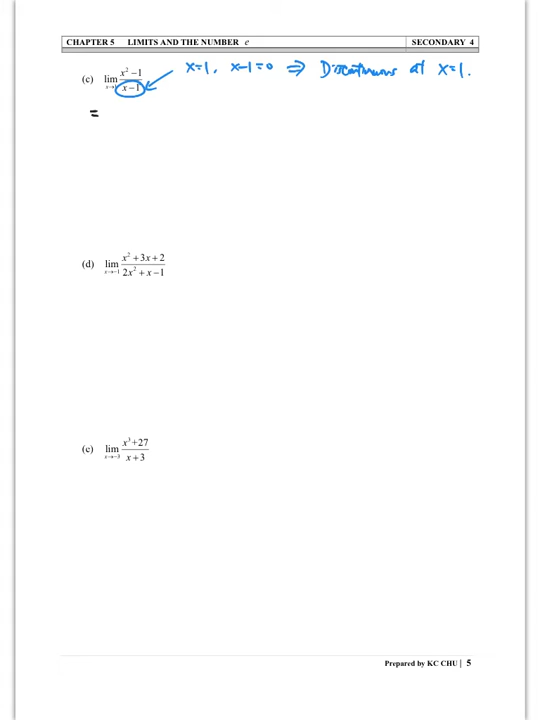 CHAPTER 5 LIMITS AND THE NUMBER e SECONDARY 4
(c) lim x→1 (x² − 1)/(x − 1) x=1, x−1=0 ⇒ Discontinuous at x=1.
=
(d) lim x→−1 (x² + 3x + 2)/(2x² + x − 1)
(e) lim x→−3 (x³+27)/(x + 3)
Prepared by KC CHU | 5